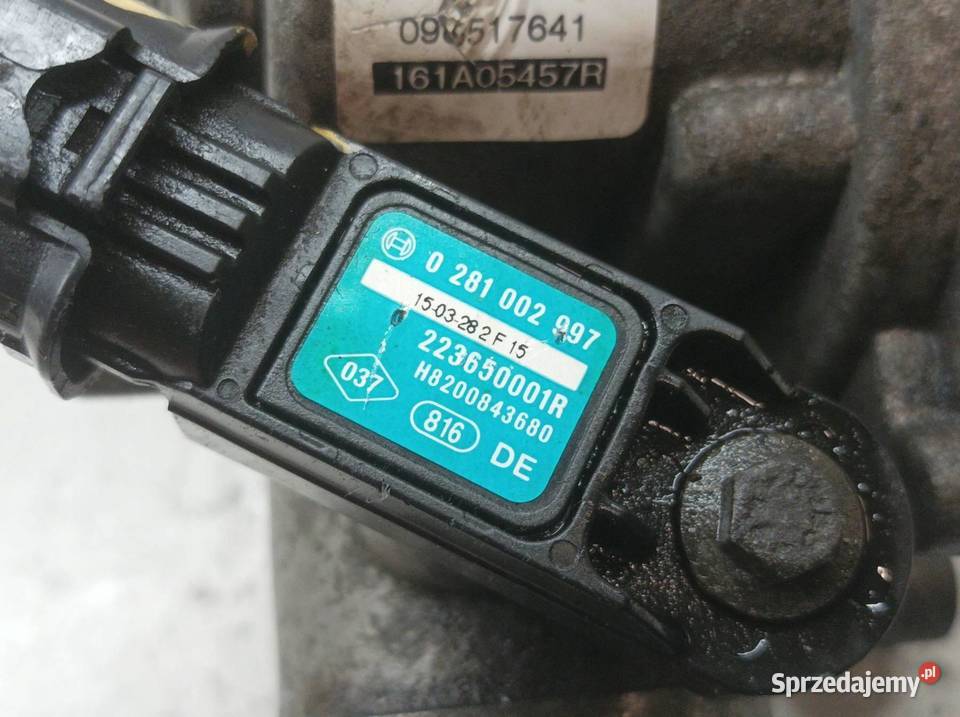 161A05457R
0 281 002 997
15-03-28 2 F 15
223650001R
H8200843680
037
816
DE
Sprzedajemy.pl